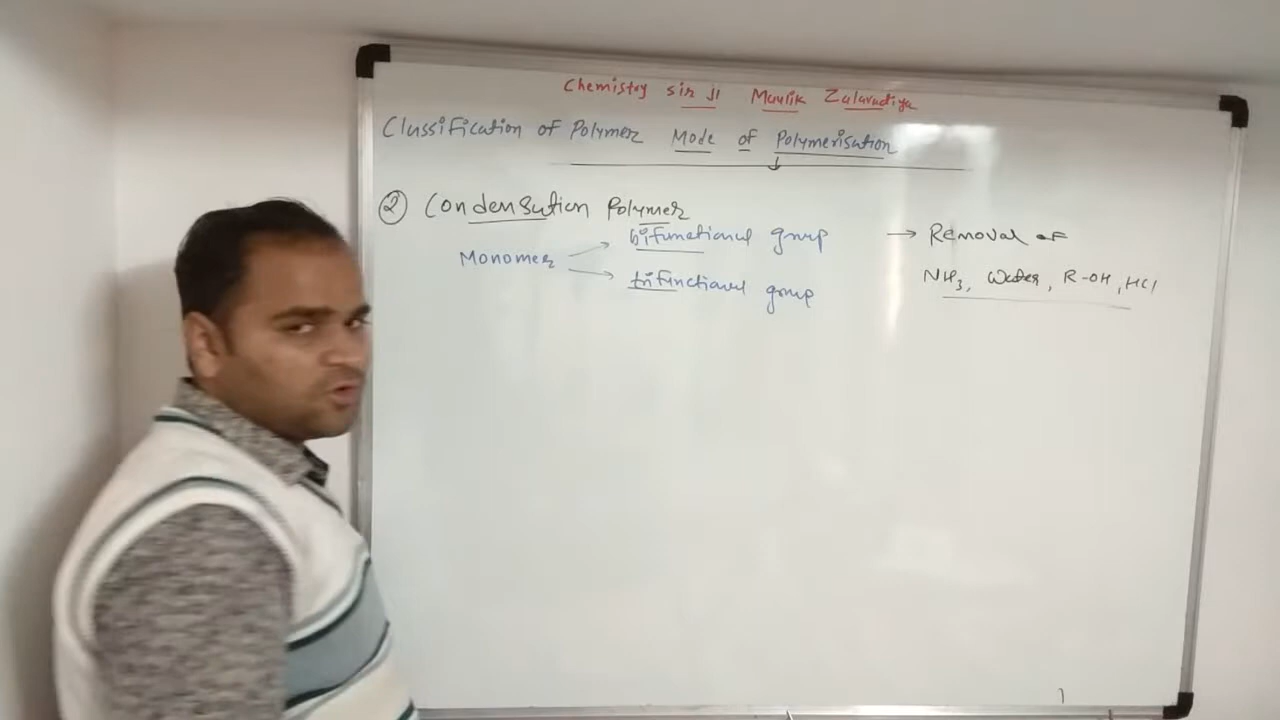 Chemistry sir ji Maulik Zalavadiya
Classification of Polymer Mode of Polymerisation
② Condensation Polymer
Monomer
bifunctional group
trifunctional group
→ Removal of
NH₃, Water, R-OH, HCl